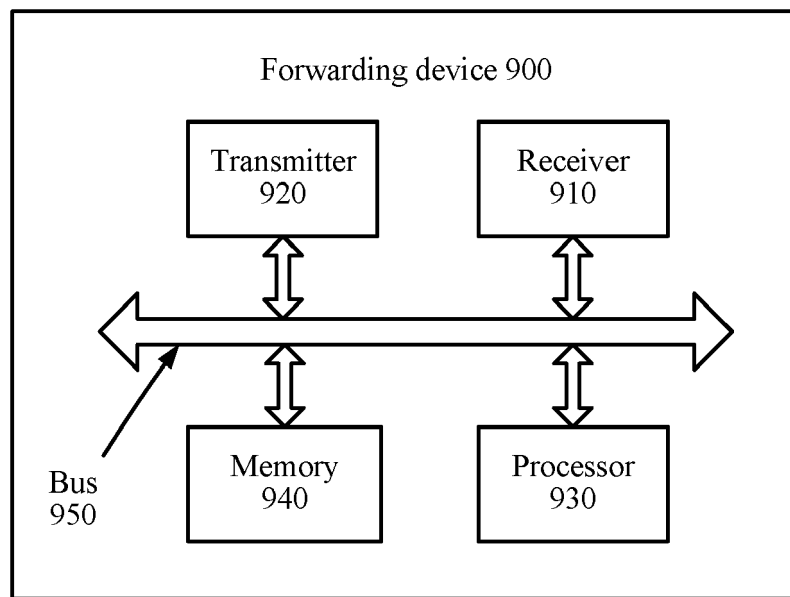 Forwarding device 900
Transmitter
920
Receiver
910
Memory
940
Processor
930
Bus
950